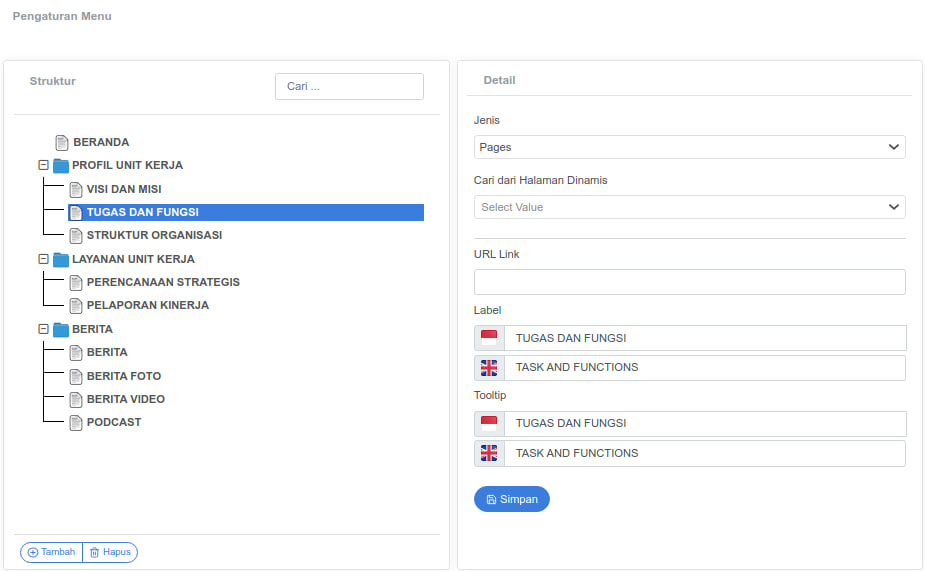 Pengaturan Menu
Struktur
Cari ...
BERANDA
PROFIL UNIT KERJA
VISI DAN MISI
TUGAS DAN FUNGSI
STRUKTUR ORGANISASI
LAYANAN UNIT KERJA
PERENCANAAN STRATEGIS
PELAPORAN KINERJA
BERITA
BERITA
BERITA FOTO
BERITA VIDEO
PODCAST
Tambah
Hapus
Detail
Jenis
Pages
Cari dari Halaman Dinamis
Select Value
URL Link
Label
TUGAS DAN FUNGSI
TASK AND FUNCTIONS
Tooltip
TUGAS DAN FUNGSI
TASK AND FUNCTIONS
Simpan